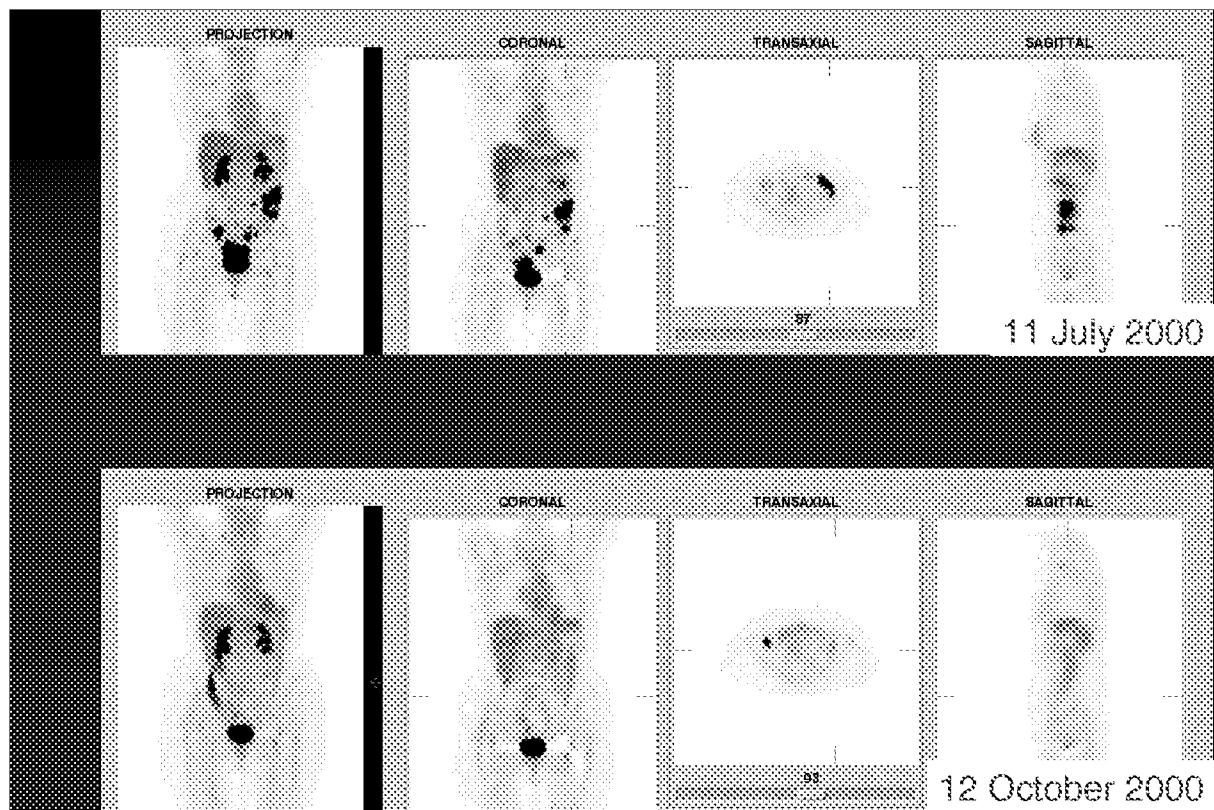 PROJECTION
CORONAL
TRANSAXIAL
SAGITTAL
97
11 July 2000
PROJECTION
CORONAL
TRANSAXIAL
SAGITTAL
93
12 October 2000